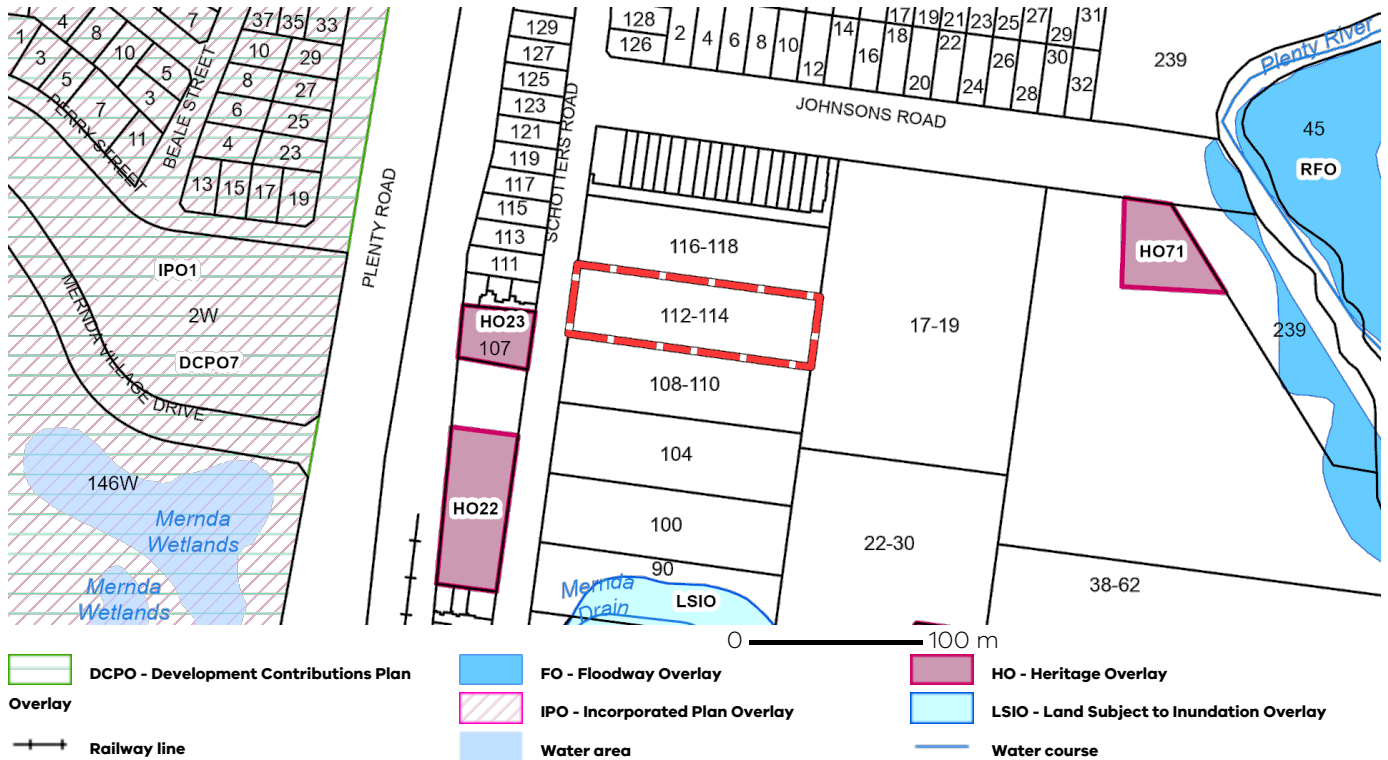 1
3
4
8
7
5
10
7
5
3
11
PERRY STREET
BEALE STREET
37 35 33
10 29
8 27
6 25
4 23
13 15 17 19
IPO1
2W
DCPO7
MERNDA VILLAGE DRIVE
146W
Mernda
Wetlands
Mernda
Wetlands
PLENTY ROAD
129
127
125
123
121
119
117
115
113
111
HO23
107
HO22
SCHOTTERS ROAD
128
126
2 4 6 8 10 12 14 16
17 19 21 23 25 27 29 31
18 20 22 24 26 28 30 32
JOHNSONS ROAD
239
Plenty River
45
RFO
116-118
112-114
108-110
104
100
90
Mernda
Drain
LSIO
17-19
HO71
239
22-30
38-62
0 100 m
DCPO - Development Contributions Plan
Overlay
Railway line
FO - Floodway Overlay
IPO - Incorporated Plan Overlay
Water area
HO - Heritage Overlay
LSIO - Land Subject to Inundation Overlay
Water course